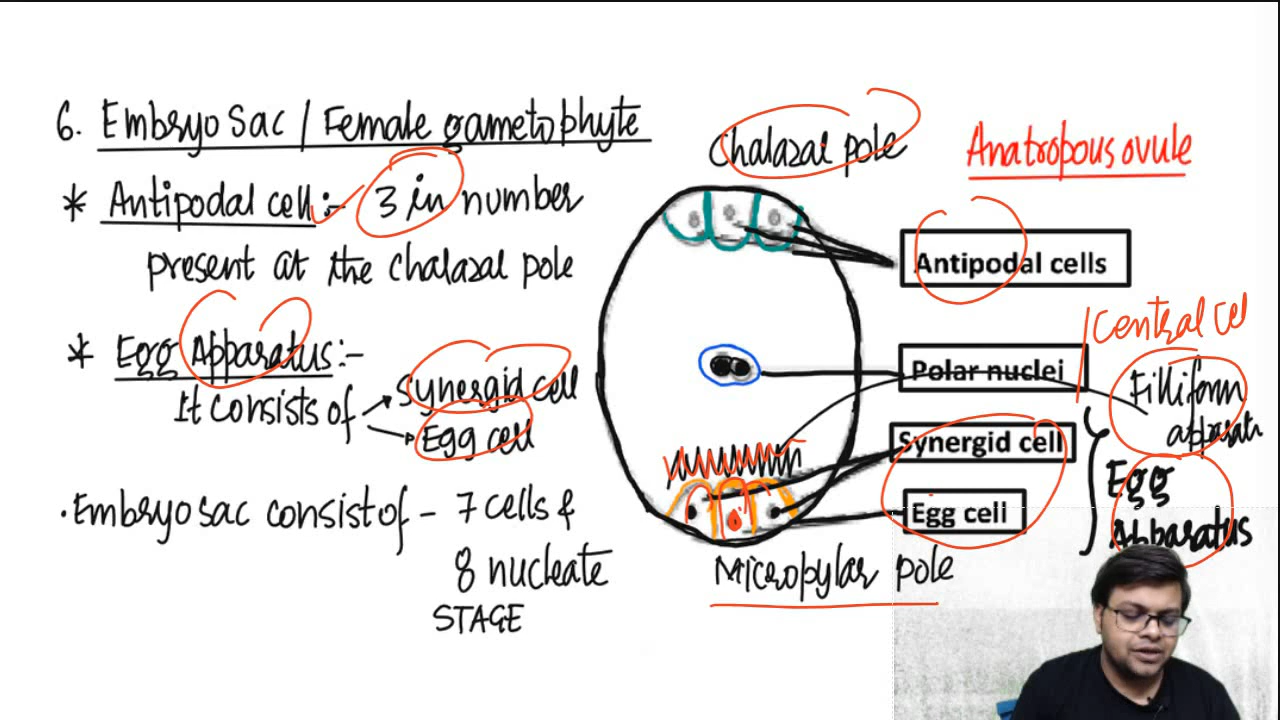 6. Embryo Sac / Female gametophyte
* Antipodal cell :- 3 in number
present at the Chalazal pole
* Egg Apparatus :-
It consists of
Synergid cell
Egg cell
. Embryo sac consist of - 7 cells &
8 nucleate
STAGE
Chalazal pole
Anatropous ovule
Antipodal cells
Central cel
Polar nuclei
Filliform
apparatu
Synergid cell
Egg cell
Egg
Apparatus
Micropylar pole